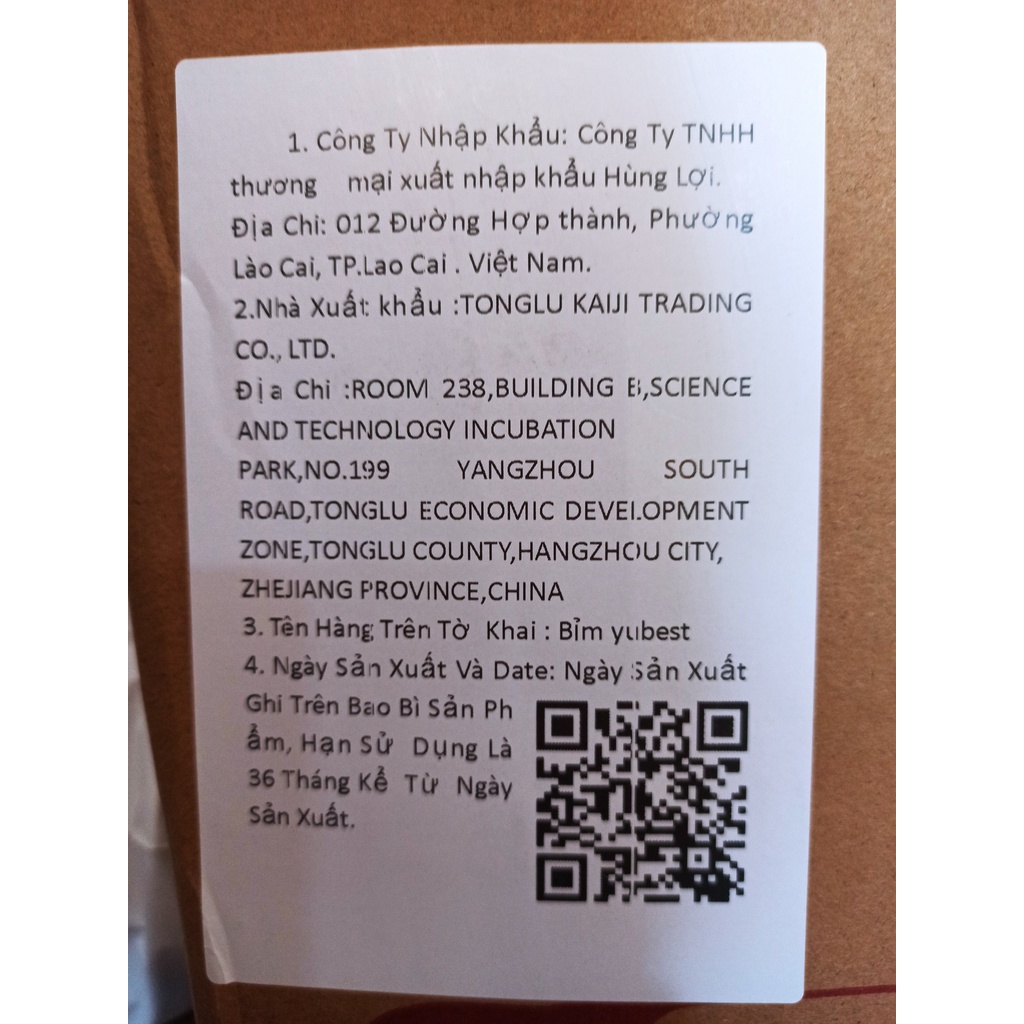 1. Công Ty Nhập Khẩu: Công Ty TNHH
thương mại xuất nhập khẩu Hùng Lợi.
Địa Chi: 012 Đường Hợp thành, Phường
Lào Cai, TP.Lao Cai . Việt Nam.
2.Nhà Xuất khẩu :TONGLU KAIJI TRADING
CO., LTD.
Địa Chi :ROOM 238,BUILDING B,SCIENCE
AND TECHNOLOGY INCUBATION
PARK,NO.199 YANGZHOU SOUTH
ROAD,TONGLU ECONOMIC DEVELOPMENT
ZONE,TONGLU COUNTY,HANGZHOU CITY,
ZHEJIANG PROVINCE,CHINA
3. Tên Hàng Trên Tờ Khai : Bỉm yubest
4. Ngày Sản Xuất Và Date: Ngày Sản Xuất
Ghi Trên Bao Bì Sản Ph
ẩm, Hạn Sử Dụng Là
36 Tháng Kể Từ Ngày
Sản Xuất.